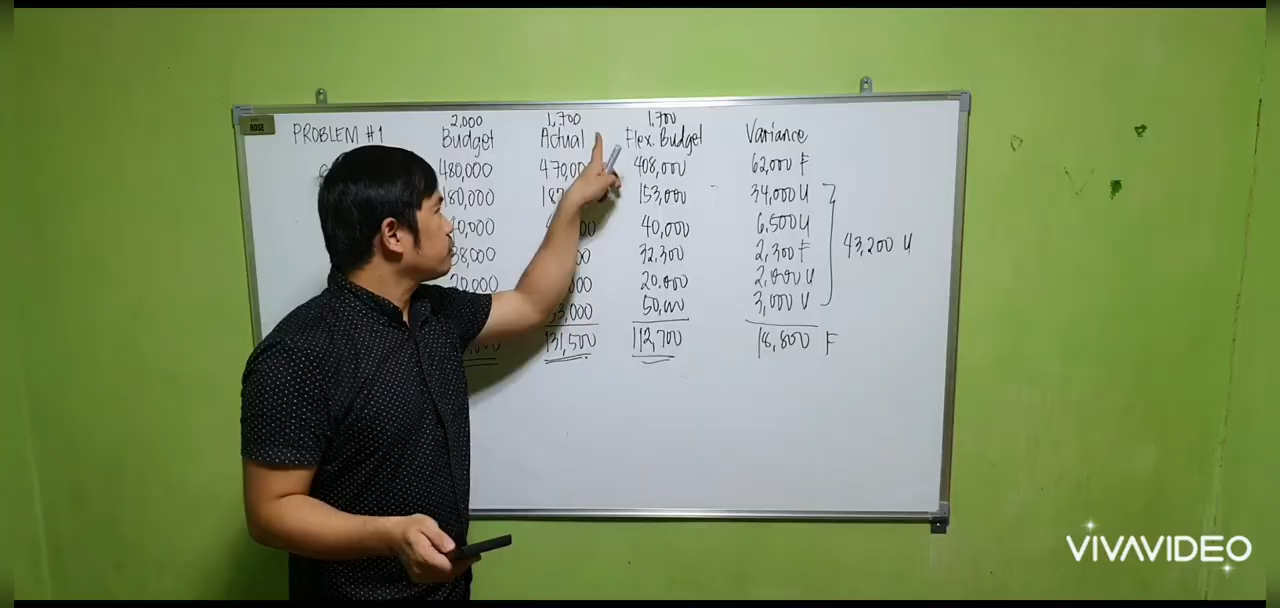 2,000 1,700 1.700
ROSE PROBLEM #1 Budget Actual Flex. Budget Variance
480,000 470,000 408,000 62,000 F
180,000 153,000 34,000 U
40,000 6,500 U
32,300 2,300 F 43,200 U
20,000 20.000 2,000 U
50,000 3,000 U
131,500 112,700 18,800 F
VIVAVIDEO